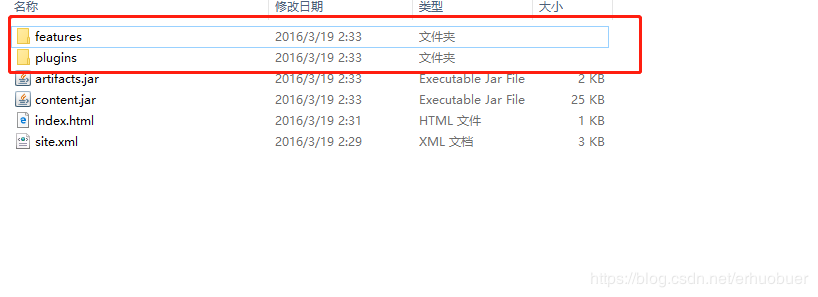 名称 修改日期 类型 大小
features 2016/3/19 2:33 文件夹
plugins 2016/3/19 2:33 文件夹
artifacts.jar 2016/3/19 2:33 Executable Jar File 2 KB
content.jar 2016/3/19 2:33 Executable Jar File 25 KB
index.html 2016/3/19 2:31 HTML 文件 1 KB
site.xml 2016/3/19 2:29 XML 文档 3 KB
https://blog.csdn.net/erhuobuer